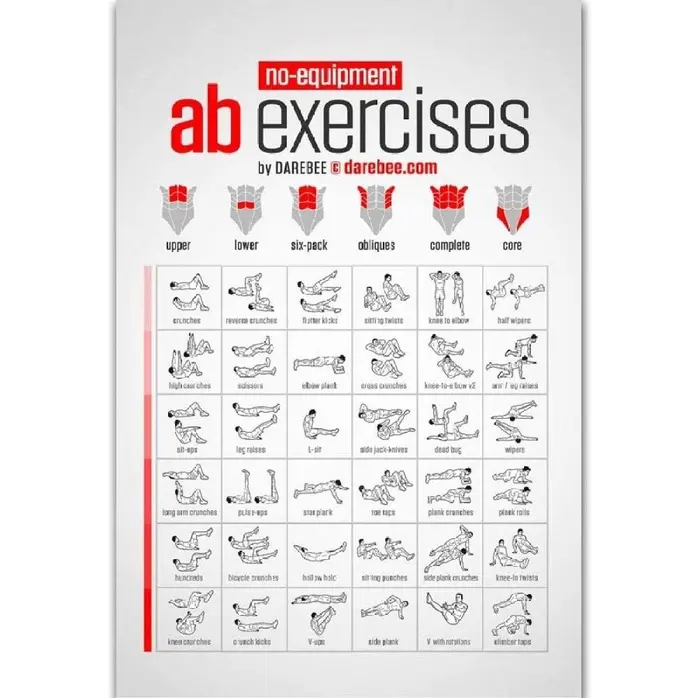 no-equipment
ab exercises
by DAREBEE © darebee.com
upper lower six-pack obliques complete core
crunches reverse crunches flutter kicks sitting twists knee to elbow half wipers
high crunches scissors elbow plank cross crunches knee-to-elbow v2 arm / leg raises
sit-ups leg raises L-sit side jack-knives dead bug wipers
long arm crunches pulse-ups star plank toe taps plank crunches plank rolls
hundreds bicycle crunches hollow hold sitting punches side plank crunches knee-in twists
knee crunches crunch kicks V-ups side plank V with rotations climber taps